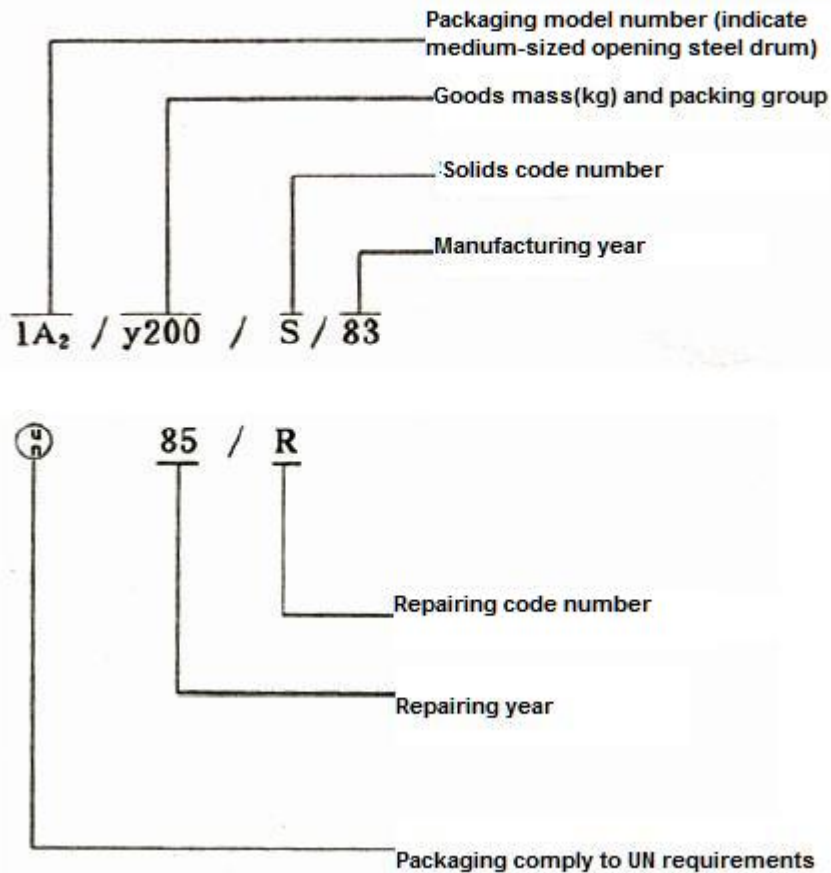 Packaging model number (indicate
medium-sized opening steel drum)
Goods mass(kg) and packing group
Solids code number
Manufacturing year
1A₂ / y200 / S / 83
un 85 / R
Repairing code number
Repairing year
Packaging comply to UN requirements